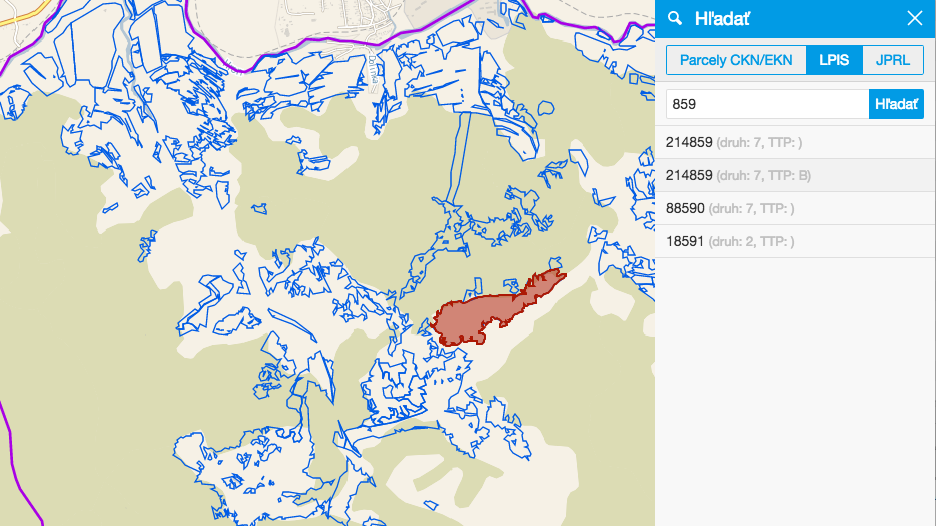 Hľadať
Parcely CKN/EKN LPIS JPRL
859 Hľadať
214859 (druh: 7, TTP: )
214859 (druh: 7, TTP: B)
88590 (druh: 7, TTP: )
18591 (druh: 2, TTP: )